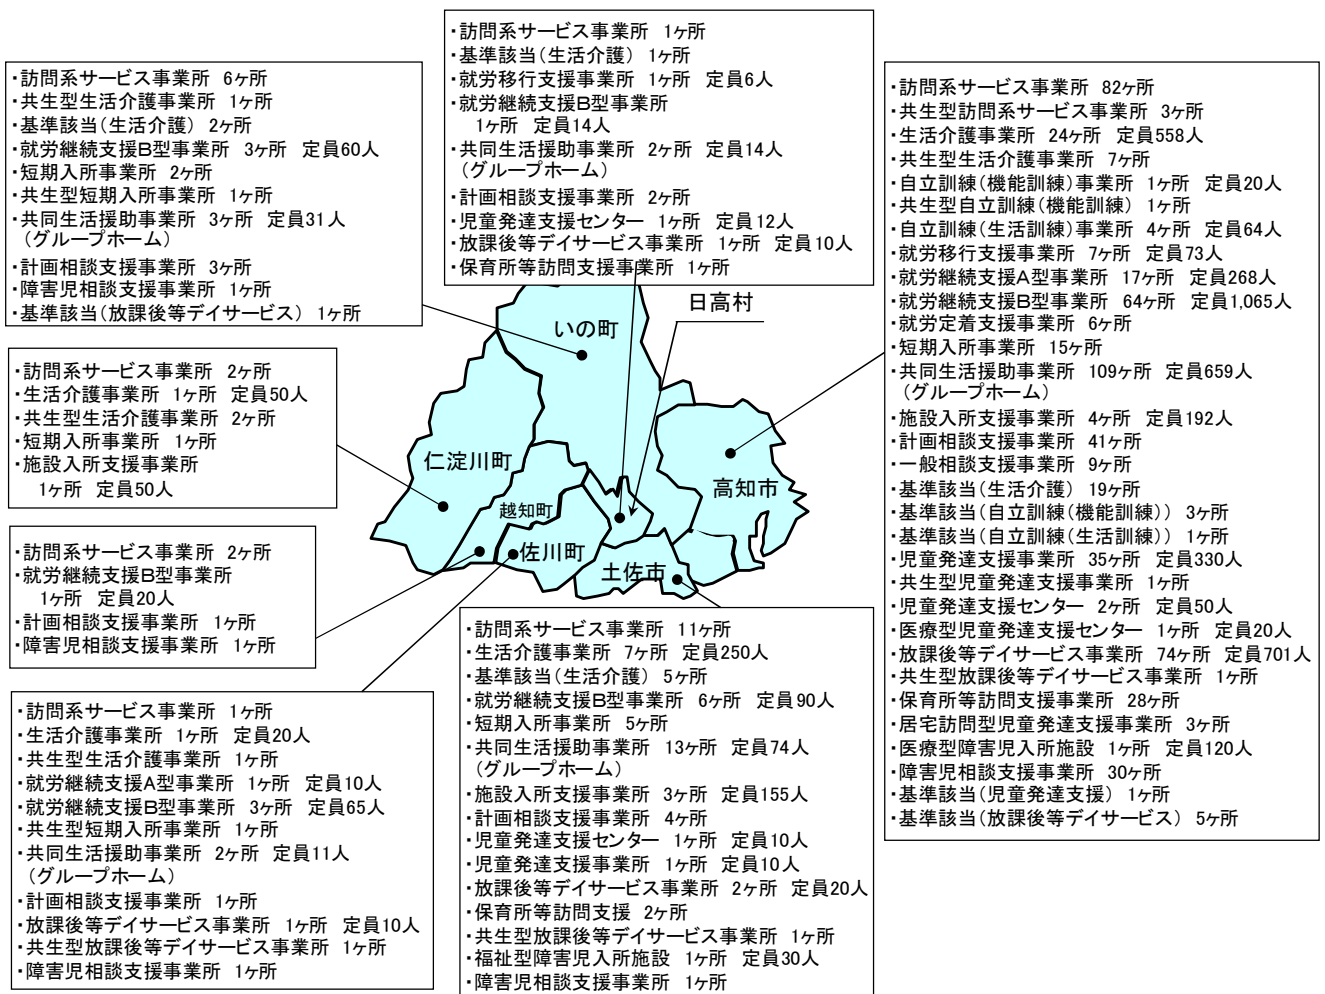 ・訪問系サービス事業所 6ヶ所
・共生型生活介護事業所 1ヶ所
・基準該当(生活介護) 2ヶ所
・就労継続支援B型事業所 3ヶ所 定員60人
・短期入所事業所 2ヶ所
・共生型短期入所事業所 1ヶ所
・共同生活援助事業所 3ヶ所 定員31人
(グループホーム)
・計画相談支援事業所 3ヶ所
・障害児相談支援事業所 1ヶ所
・基準該当(放課後等デイサービス) 1ヶ所
・訪問系サービス事業所 1ヶ所
・基準該当(生活介護) 1ヶ所
・就労移行支援事業所 1ヶ所 定員6人
・就労継続支援B型事業所
1ヶ所 定員14人
・共同生活援助事業所 2ヶ所 定員14人
(グループホーム)
・計画相談支援事業所 2ヶ所
・児童発達支援センター 1ヶ所 定員12人
・放課後等デイサービス事業所 1ヶ所 定員10人
・保育所等訪問支援事業所 1ヶ所
・訪問系サービス事業所 82ヶ所
・共生型訪問系サービス事業所 3ヶ所
・生活介護事業所 24ヶ所 定員558人
・共生型生活介護事業所 7ヶ所
・自立訓練(機能訓練)事業所 1ヶ所 定員20人
・共生型自立訓練(機能訓練) 1ヶ所
・自立訓練(生活訓練)事業所 4ヶ所 定員64人
・就労移行支援事業所 7ヶ所 定員73人
・就労継続支援A型事業所 17ヶ所 定員268人
・就労継続支援B型事業所 64ヶ所 定員1,065人
・就労定着支援事業所 6ヶ所
・短期入所事業所 15ヶ所
・共同生活援助事業所 109ヶ所 定員659人
(グループホーム)
・施設入所支援事業所 4ヶ所 定員192人
・計画相談支援事業所 41ヶ所
・一般相談支援事業所 9ヶ所
・基準該当(生活介護) 19ヶ所
・基準該当(自立訓練(機能訓練)) 3ヶ所
・基準該当(自立訓練(生活訓練)) 1ヶ所
・児童発達支援事業所 35ヶ所 定員330人
・共生型児童発達支援事業所 1ヶ所
・児童発達支援センター 2ヶ所 定員50人
・医療型児童発達支援センター 1ヶ所 定員20人
・放課後等デイサービス事業所 74ヶ所 定員701人
・共生型放課後等デイサービス事業所 1ヶ所
・保育所等訪問支援事業所 28ヶ所
・居宅訪問型児童発達支援事業所 3ヶ所
・医療型障害児入所施設 1ヶ所 定員120人
・障害児相談支援事業所 30ヶ所
・基準該当(児童発達支援) 1ヶ所
・基準該当(放課後等デイサービス) 5ヶ所
日高村
いの町
仁淀川町
越知町
佐川町
土佐市
高知市
・訪問系サービス事業所 2ヶ所
・生活介護事業所 1ヶ所 定員50人
・共生型生活介護事業所 2ヶ所
・短期入所事業所 1ヶ所
・施設入所支援事業所
1ヶ所 定員50人
・訪問系サービス事業所 2ヶ所
・就労継続支援B型事業所
1ヶ所 定員20人
・計画相談支援事業所 1ヶ所
・障害児相談支援事業所 1ヶ所
・訪問系サービス事業所 1ヶ所
・生活介護事業所 1ヶ所 定員20人
・共生型生活介護事業所 1ヶ所
・就労継続支援A型事業所 1ヶ所 定員10人
・就労継続支援B型事業所 3ヶ所 定員65人
・共生型短期入所事業所 1ヶ所
・共同生活援助事業所 2ヶ所 定員11人
(グループホーム)
・計画相談支援事業所 1ヶ所
・放課後等デイサービス事業所 1ヶ所 定員10人
・共生型放課後等デイサービス事業所 1ヶ所
・障害児相談支援事業所 1ヶ所
・訪問系サービス事業所 11ヶ所
・生活介護事業所 7ヶ所 定員250人
・基準該当(生活介護) 5ヶ所
・就労継続支援B型事業所 6ヶ所 定員90人
・短期入所事業所 5ヶ所
・共同生活援助事業所 13ヶ所 定員74人
(グループホーム)
・施設入所支援事業所 3ヶ所 定員155人
・計画相談支援事業所 4ヶ所
・児童発達支援センター 1ヶ所 定員10人
・児童発達支援事業所 1ヶ所 定員10人
・放課後等デイサービス事業所 2ヶ所 定員20人
・保育所等訪問支援 2ヶ所
・共生型放課後等デイサービス事業所 1ヶ所
・福祉型障害児入所施設 1ヶ所 定員30人
・障害児相談支援事業所 1ヶ所